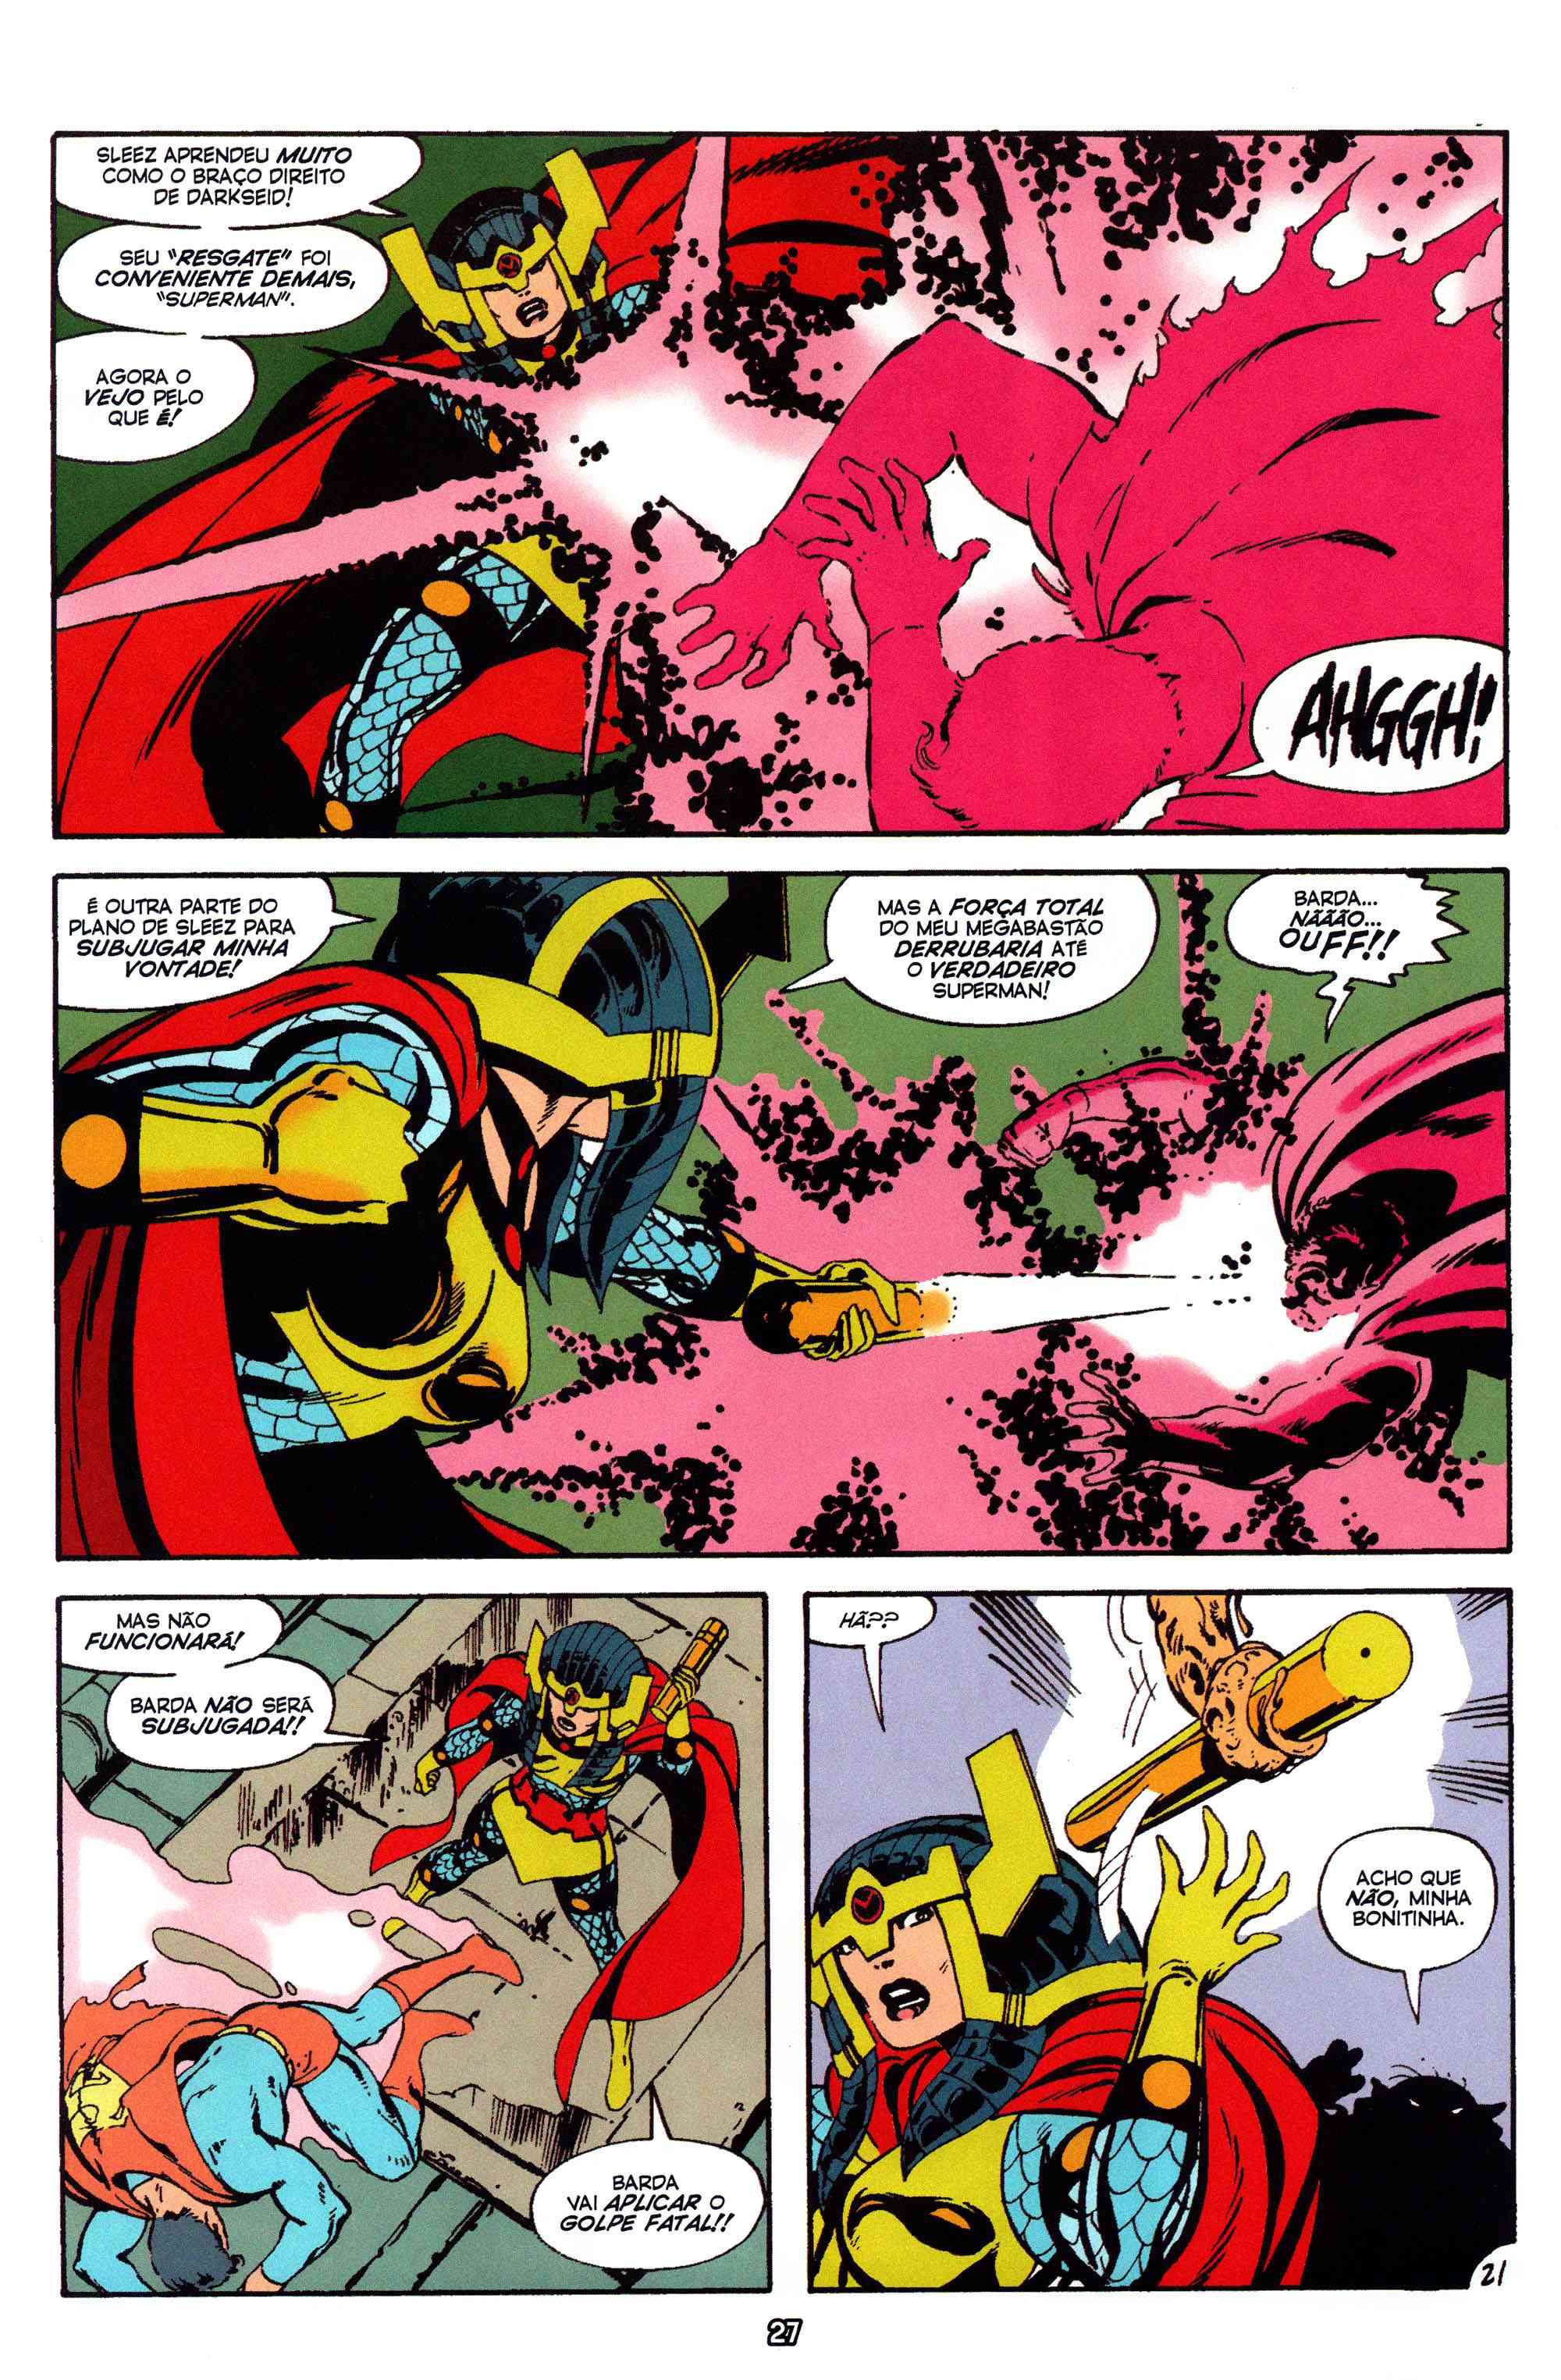 SLEEZ APRENDEU MUITO
COMO O BRAÇO DIREITO
DE DARKSEID!
SEU "RESGATE" FOI
CONVENIENTE DEMAIS,
"SUPERMAN".
AGORA O
VEJO PELO
QUE É!
AHGGH!
É OUTRA PARTE DO
PLANO DE SLEEZ PARA
SUBJUGAR MINHA
VONTADE!
MAS A FORÇA TOTAL
DO MEU MEGABASTÃO
DERRUBARIA ATÉ
O VERDADEIRO
SUPERMAN!
BARDA...
NÃÃÃO...
OUFF!!
MAS NÃO
FUNCIONARÁ!
BARDA NÃO SERÁ
SUBJUGADA!!
BARDA
VAI APLICAR O
GOLPE FATAL!!
HÃ??
ACHO QUE
NÃO, MINHA
BONITINHA.
21
27